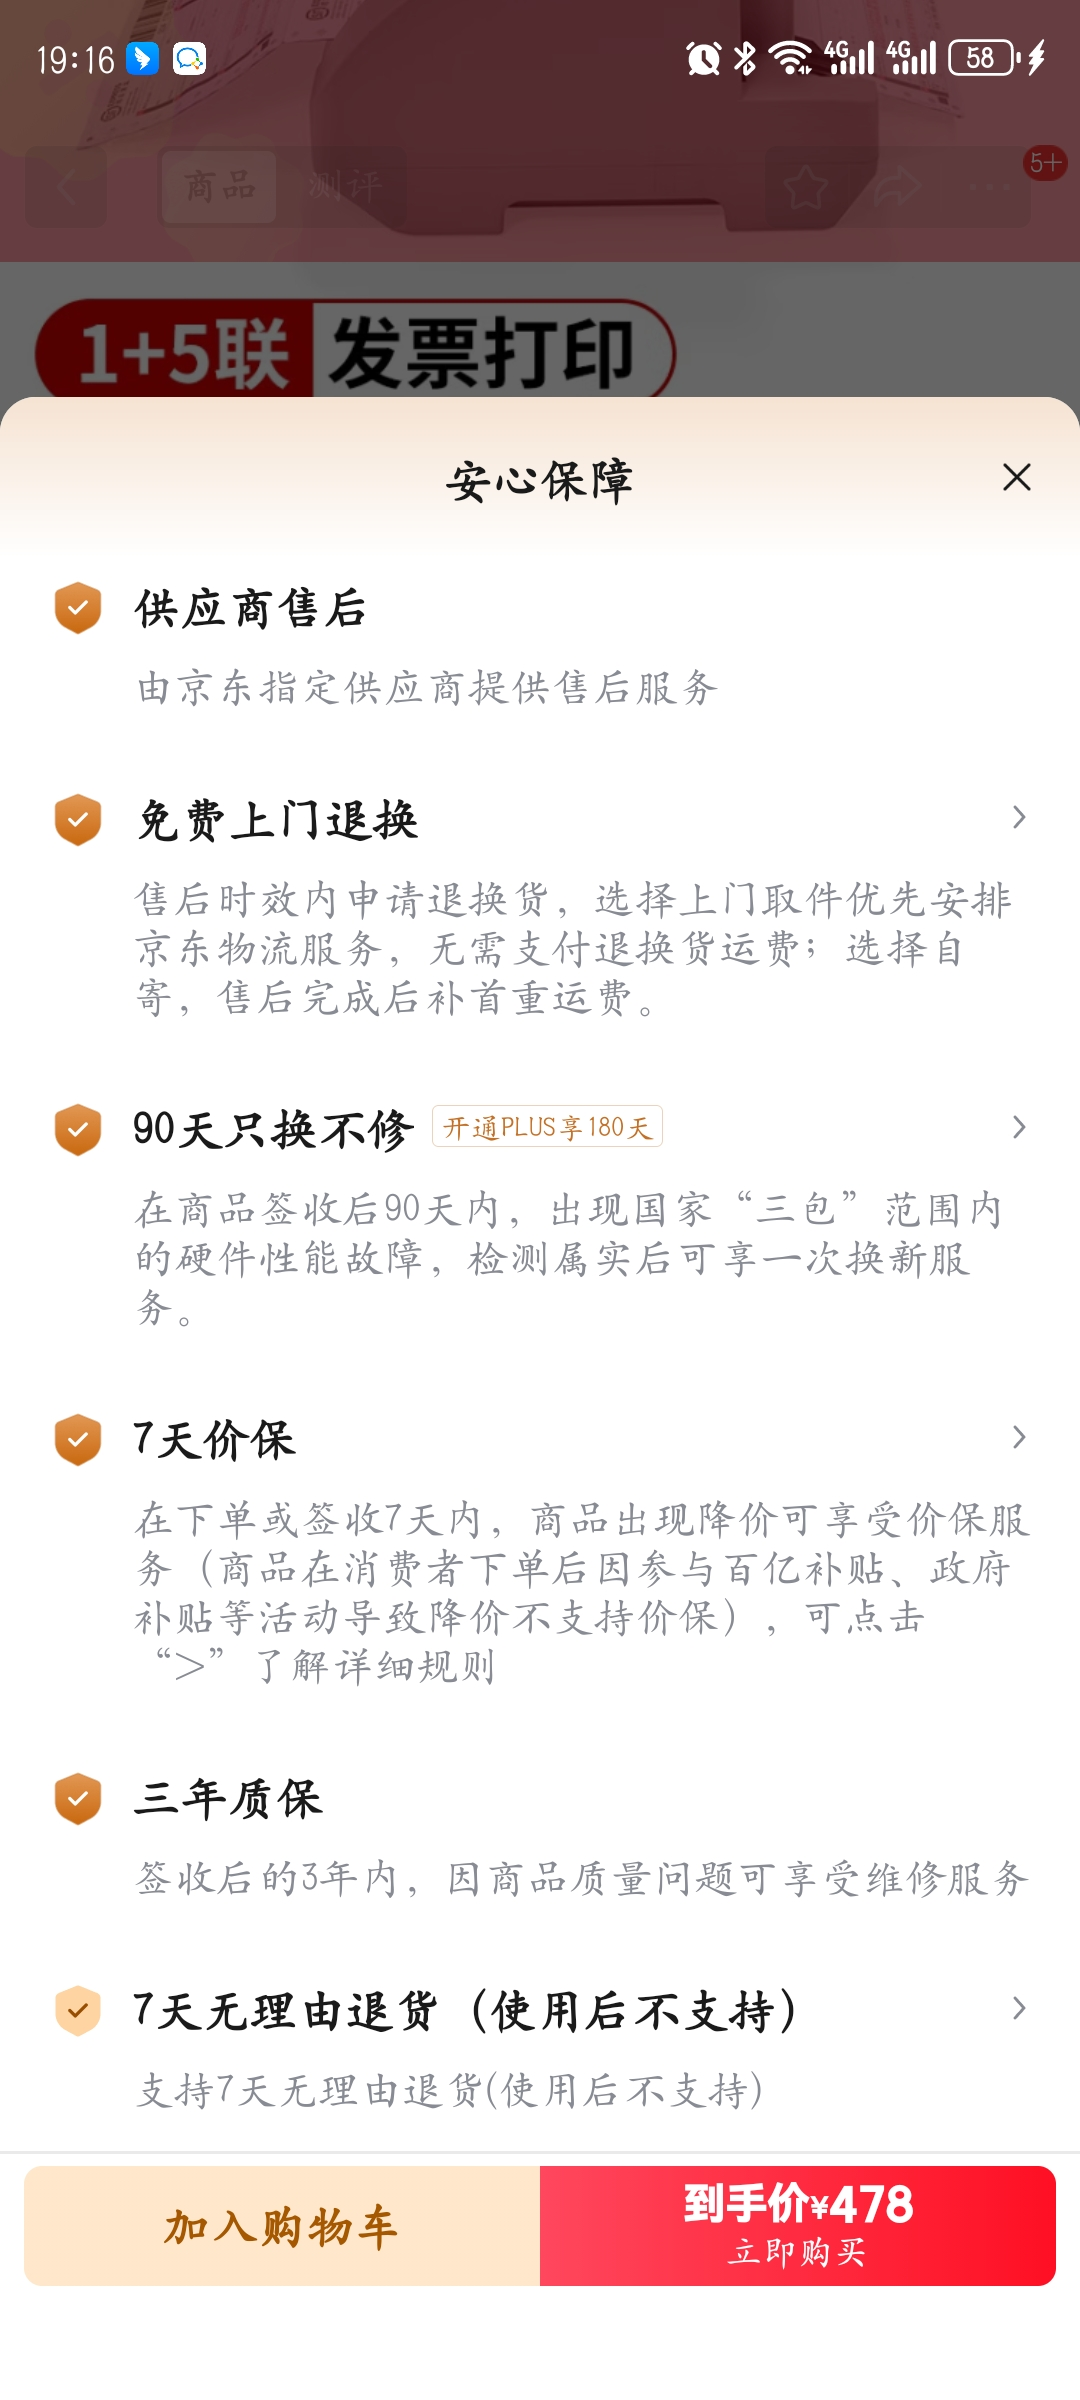 19:16
4G
4G
58
商品
测评
5+
1+5联
发票打印
安心保障
供应商售后
由京东指定供应商提供售后服务
免费上门退换
售后时效内申请退换货，选择上门取件优先安排
京东物流服务，无需支付退换货运费；选择自
寄，售后完成后补首重运费。
90天只换不修
开通PLUS享180天
在商品签收后90天内，出现国家“三包”范围内
的硬件性能故障，检测属实后可享一次换新服
务。
7天价保
在下单或签收7天内，商品出现降价可享受价保服
务（商品在消费者下单后因参与百亿补贴、政府
补贴等活动导致降价不支持价保），可点击
“>”了解详细规则
三年质保
签收后的3年内，因商品质量问题可享受维修服务
7天无理由退货（使用后不支持）
支持7天无理由退货(使用后不支持)
加入购物车
到手价¥478
立即购买